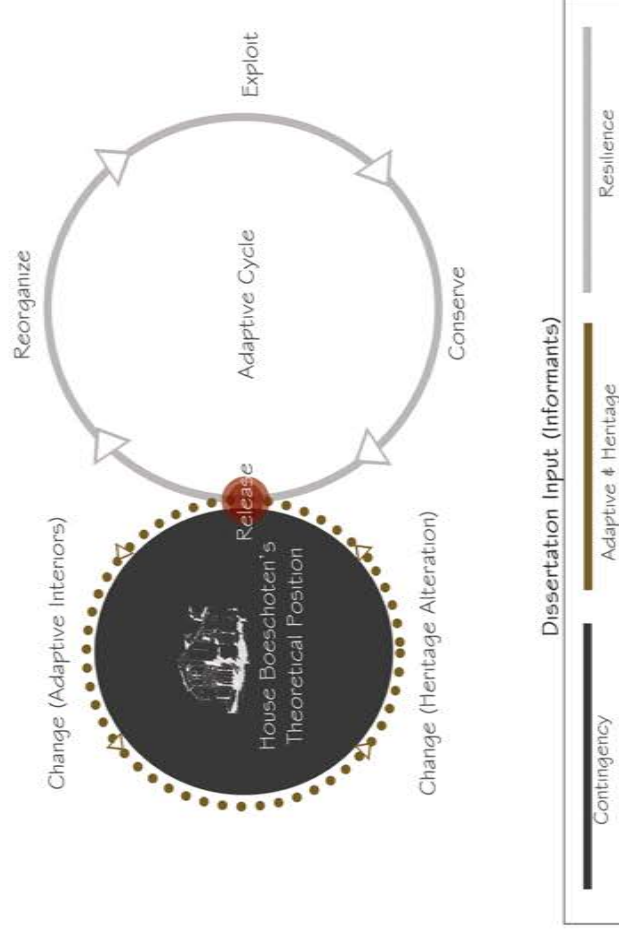 Change (Adaptive Interiors)
Reorganize
House Boeschoten's
Theoretical Position
Release
Adaptive Cycle
Exploit
Change (Heritage Alteration)
Conserve
Dissertation Input (Informants)
Contingency
Adaptive & Heritage
Resilience